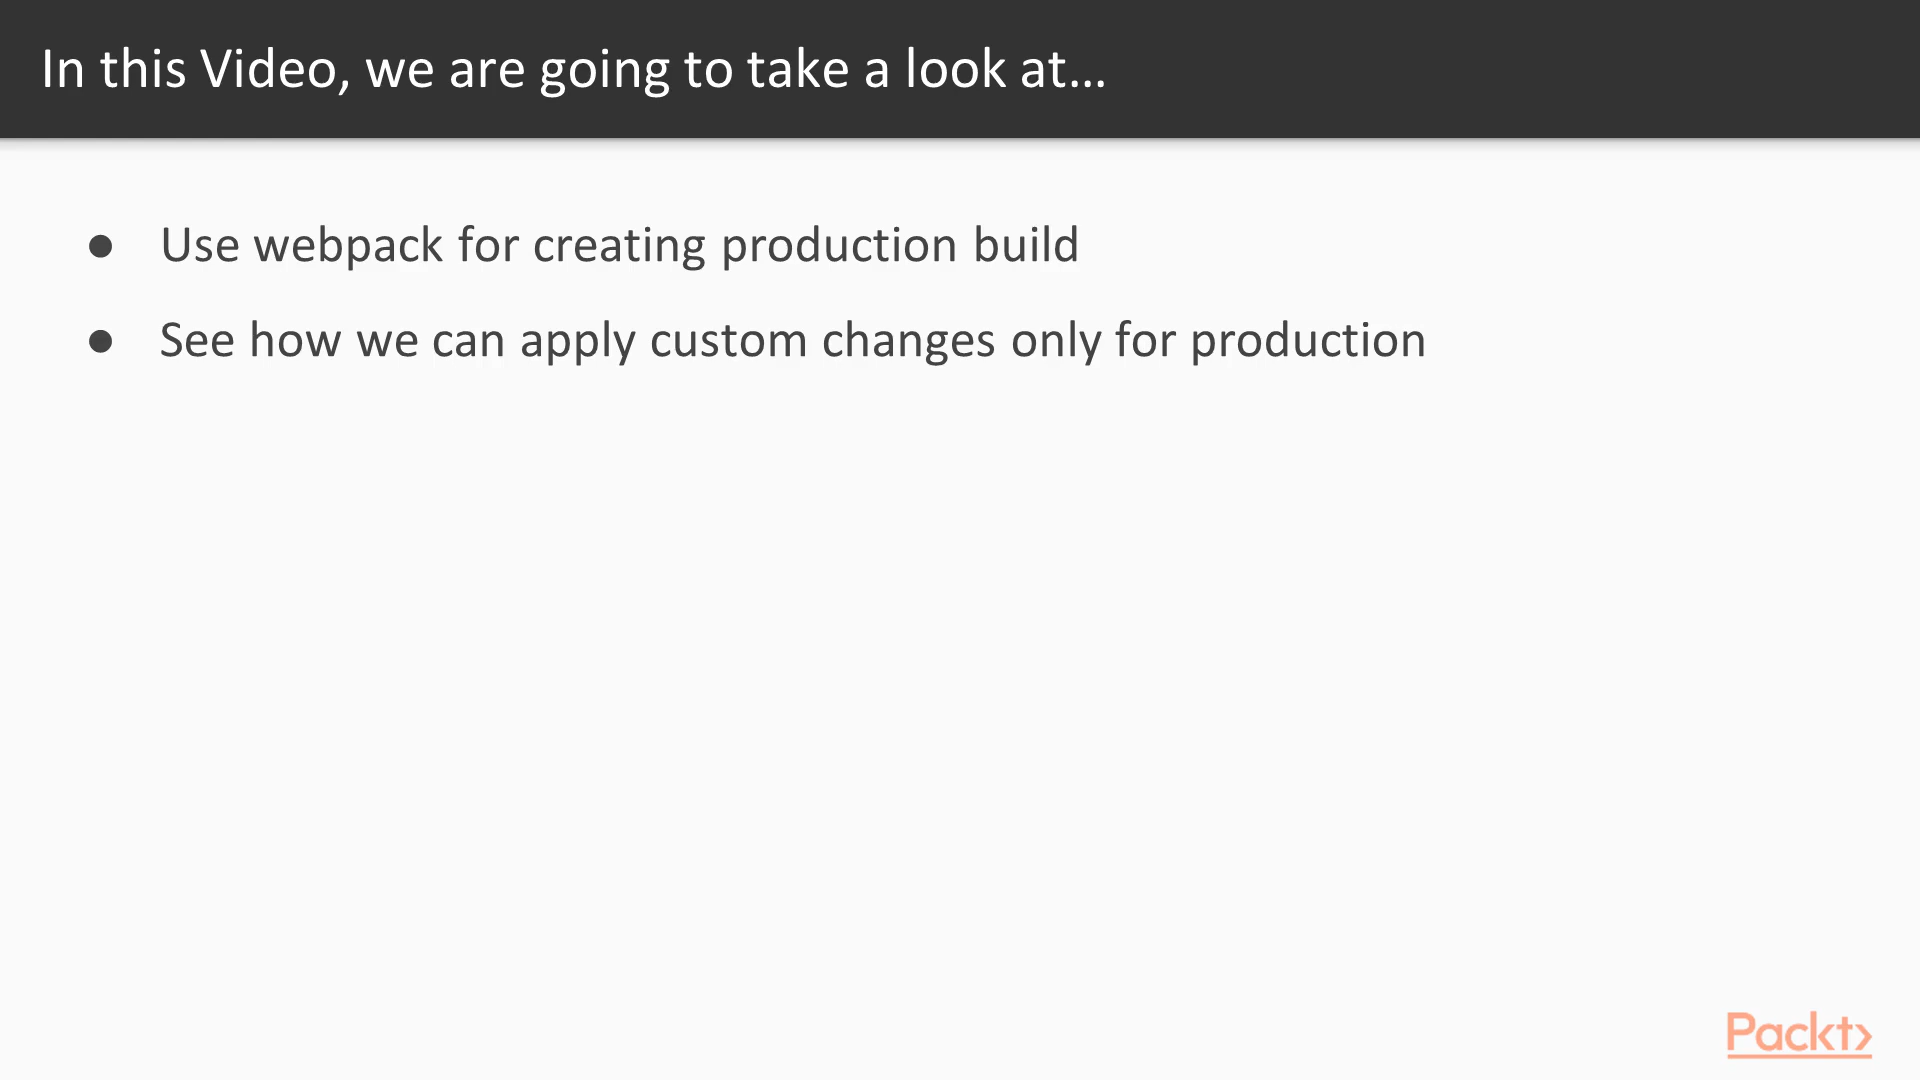 In this Video, we are going to take a look at...
● Use webpack for creating production build
● See how we can apply custom changes only for production
Packt>